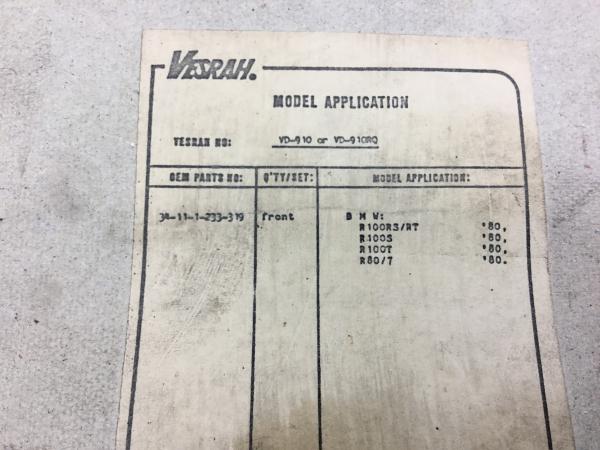 VESRAH.
MODEL APPLICATION
VESRAH NO: VD-910 or VD-910RQ
OEM PARTS NO: Q'TY/SET: MODEL APPLICATION:
34-11-1-233-319 front B M W:
R100RS/RT '80,
R100S '80,
R100T '80,
R80/7 '80.